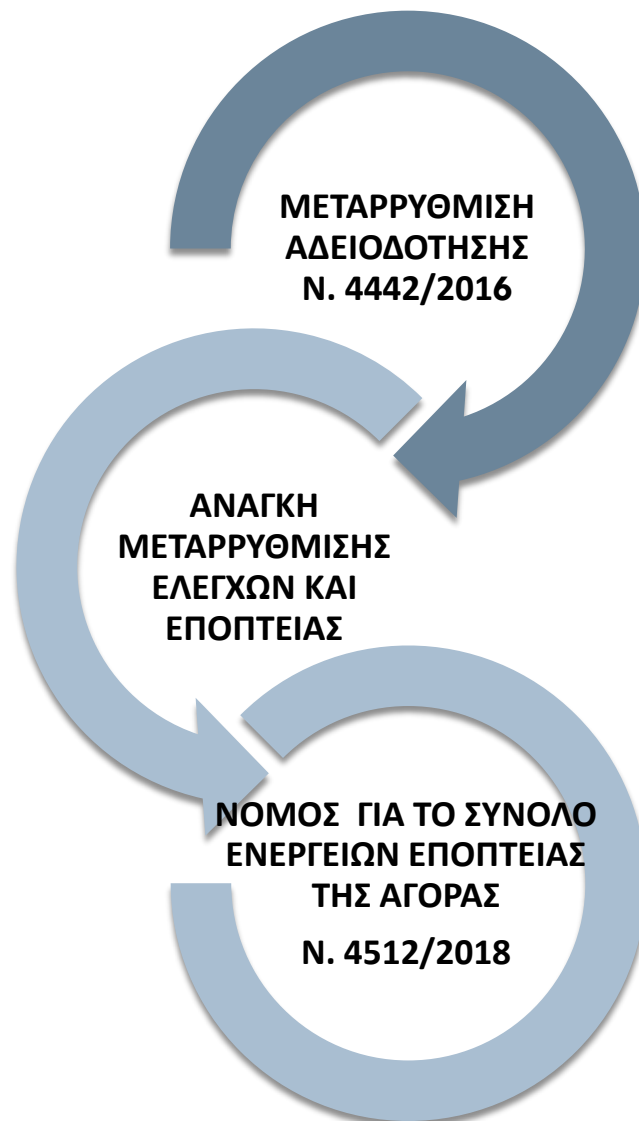 ΜΕΤΑΡΡΥΘΜΙΣΗ
ΑΔΕΙΟΔΟΤΗΣΗΣ
Ν. 4442/2016
ΑΝΑΓΚΗ
ΜΕΤΑΡΡΥΘΜΙΣΗΣ
ΕΛΕΓΧΩΝ ΚΑΙ
ΕΠΟΠΤΕΙΑΣ
ΝΟΜΟΣ ΓΙΑ ΤΟ ΣΥΝΟΛΟ
ΕΝΕΡΓΕΙΩΝ ΕΠΟΠΤΕΙΑΣ
ΤΗΣ ΑΓΟΡΑΣ
Ν. 4512/2018